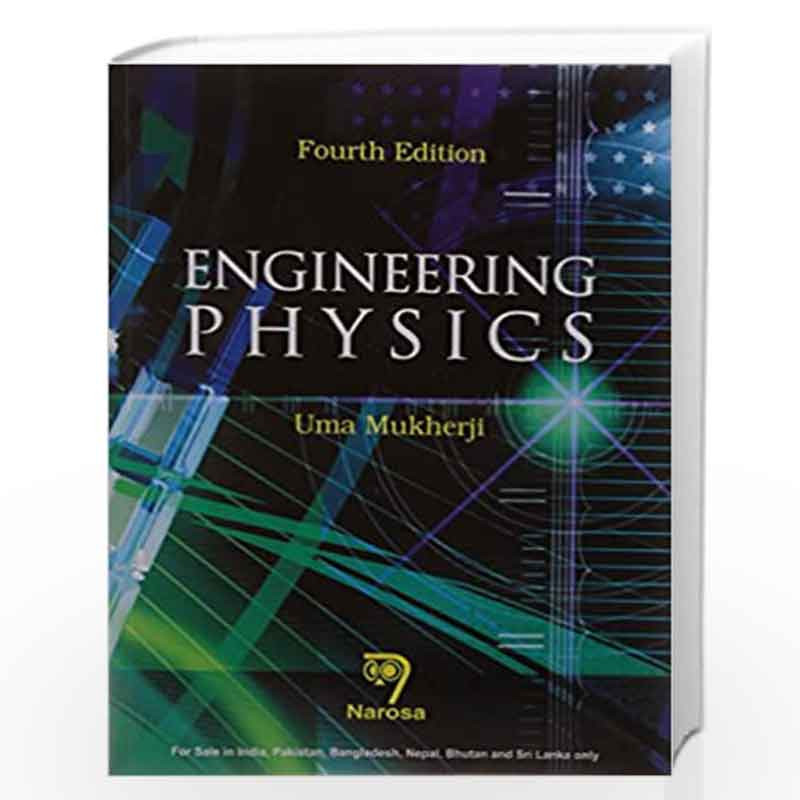 Fourth Edition
ENGINEERING
PHYSICS
Uma Mukherji
Narosa
For Sale in India, Pakistan, Bangladesh, Nepal, Bhutan and Sri Lanka only